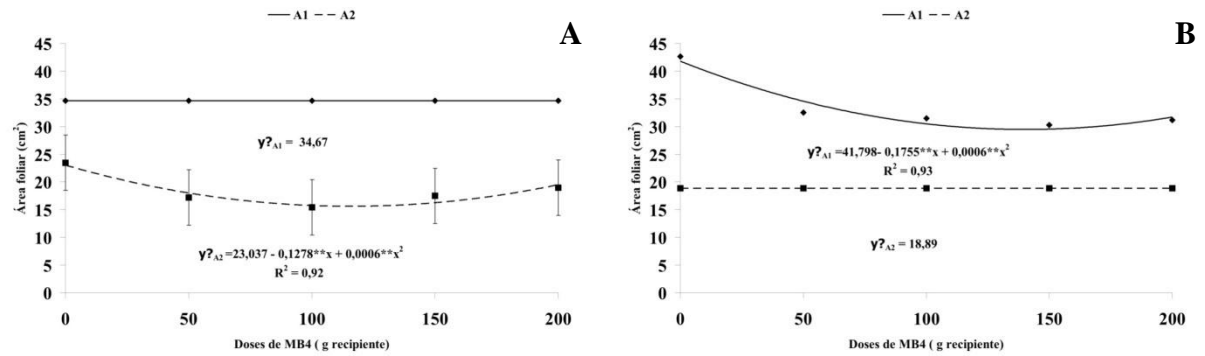 A1 A2
A
45
40
35
30
25
20
15
10
5
0
Área foliar (cm²)
y?A1 = 34,67
y?A2 =23,037 - 0,1278**x + 0,0006**x²
R² = 0,92
0 50 100 150 200
Doses de MB4 ( g recipiente)
A1 A2
B
45
40
35
30
25
20
15
10
5
0
Área foliar (cm²)
y?A1 =41,798- 0,1755**x + 0,0006**x²
R² = 0,93
y?A2 = 18,89
0 50 100 150 200
Doses de MB4 ( g recipiente)